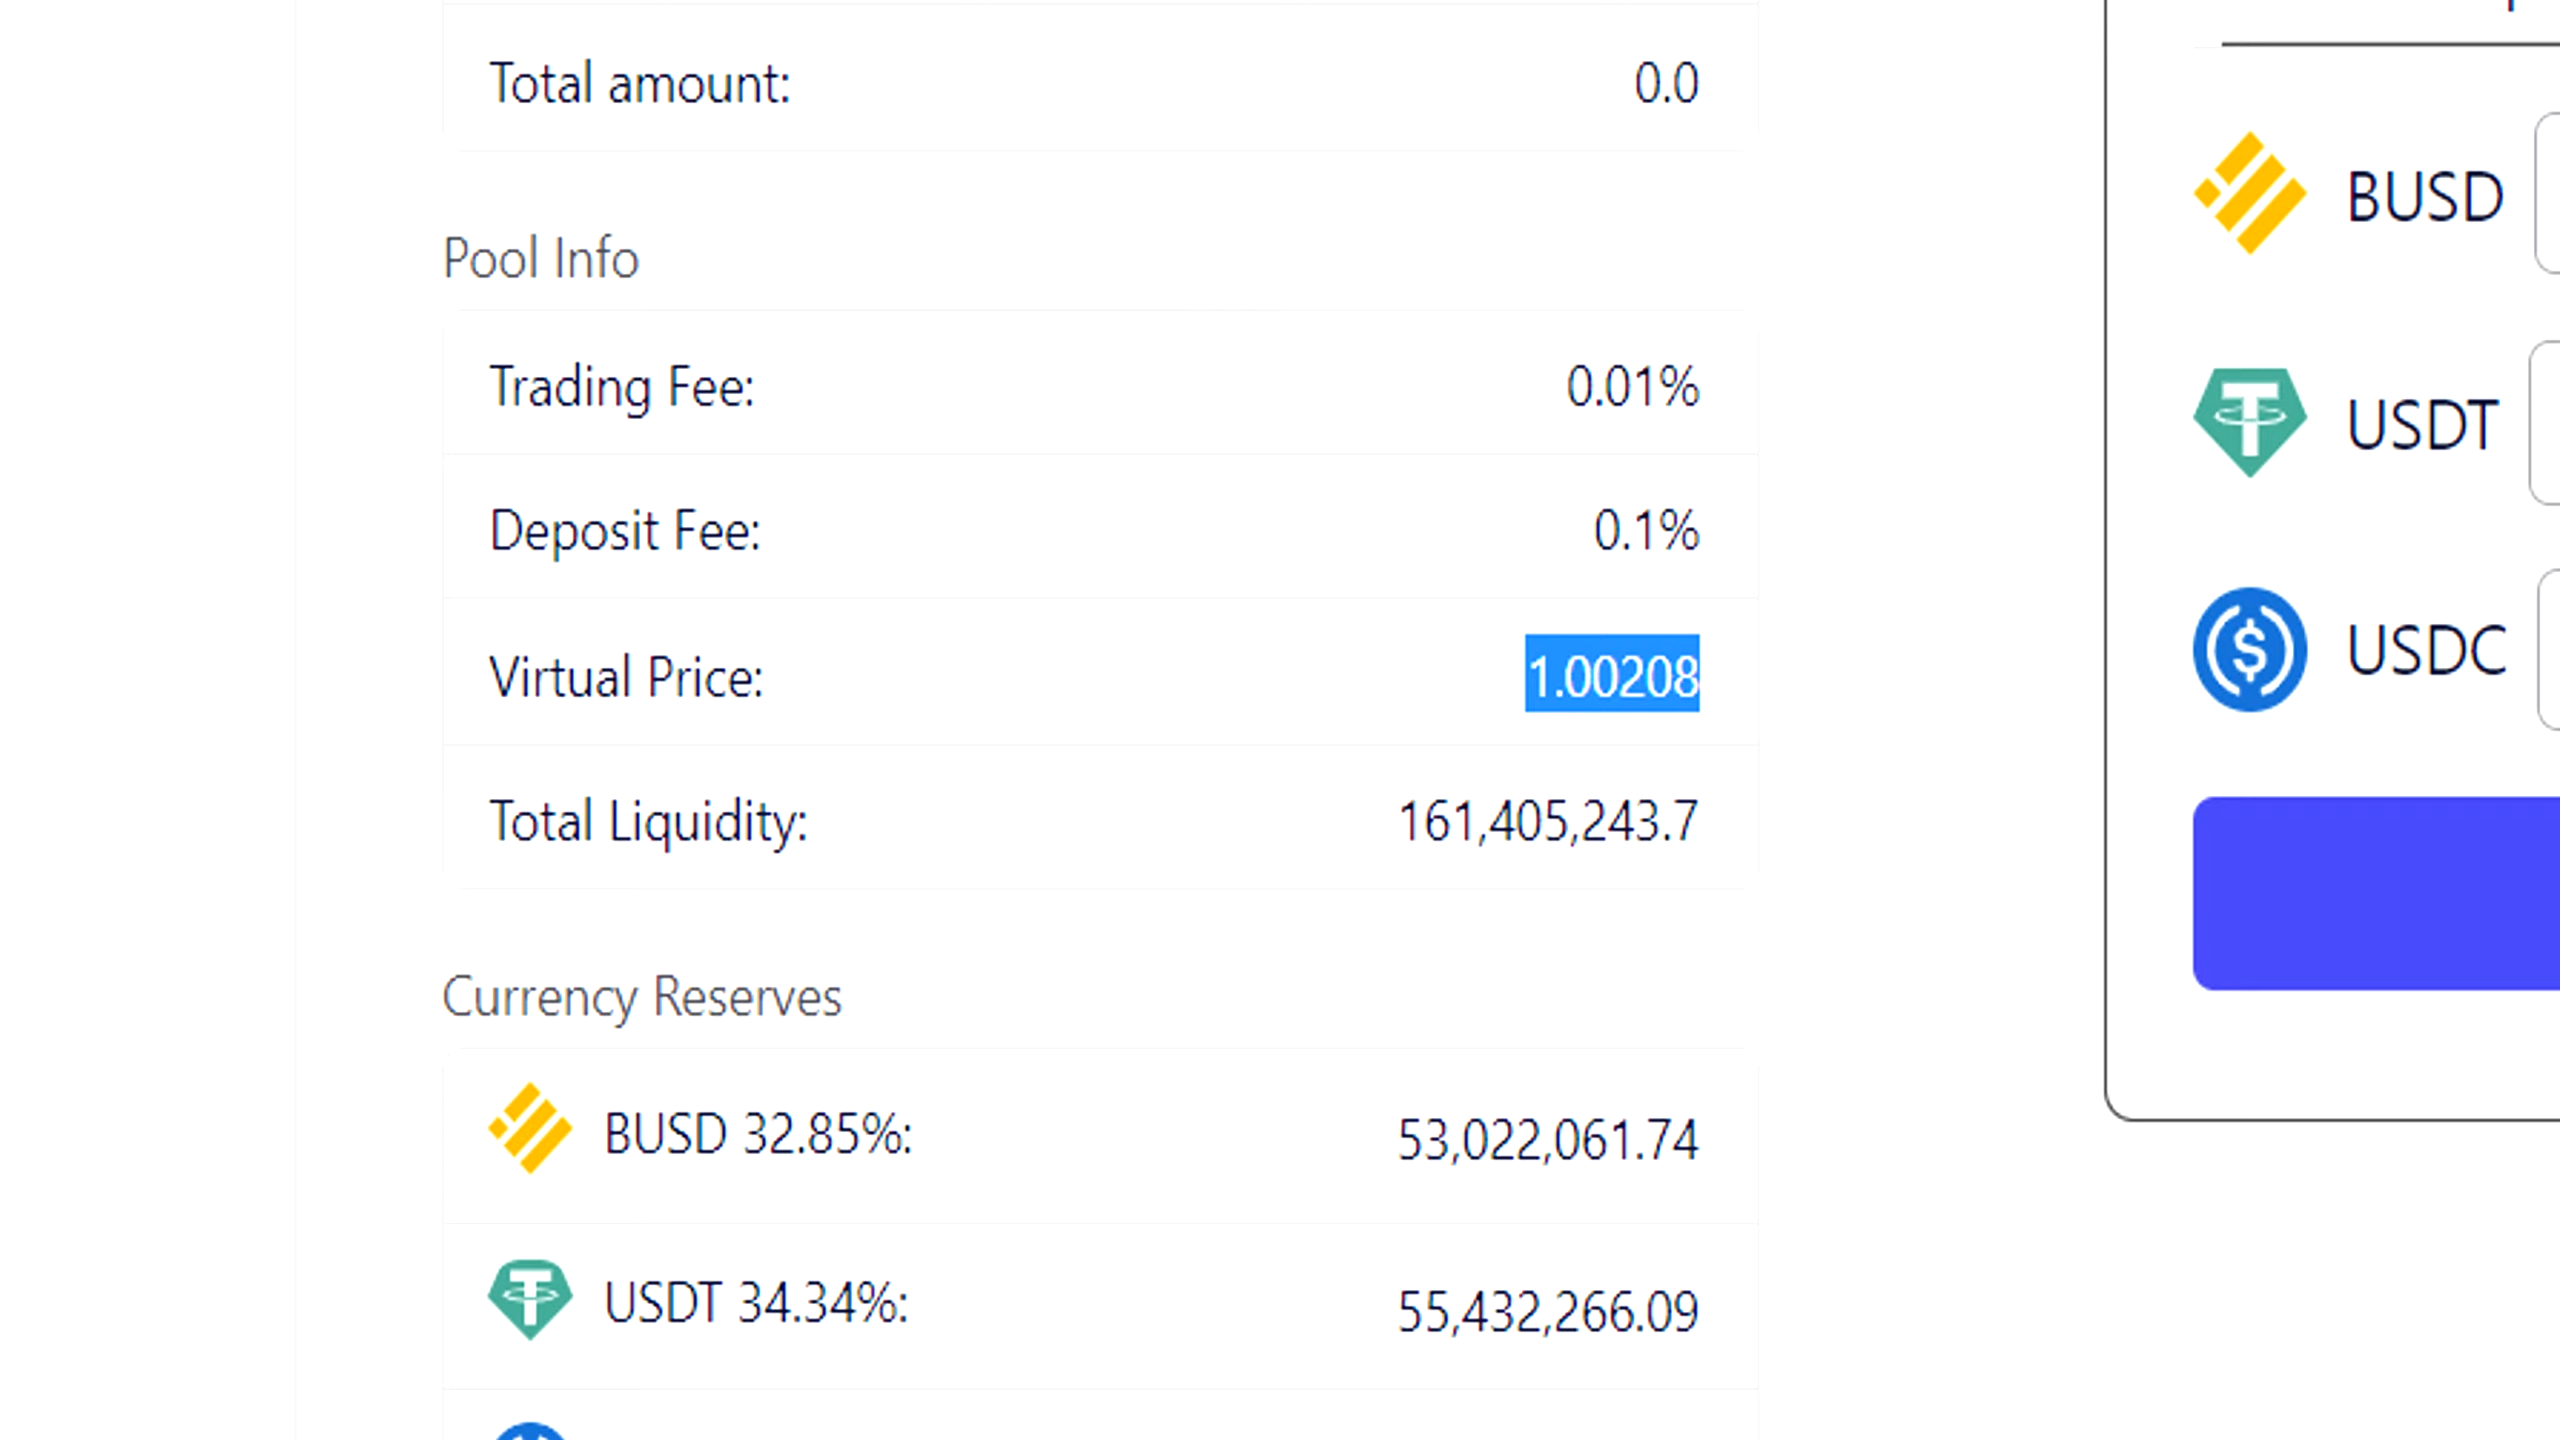 Total amount: 0.0
Pool Info
Trading Fee: 0.01%
Deposit Fee: 0.1%
Virtual Price: 1.00208
Total Liquidity: 161,405,243.7
Currency Reserves
BUSD 32.85%: 53,022,061.74
USDT 34.34%: 55,432,266.09
BUSD
USDT
USDC